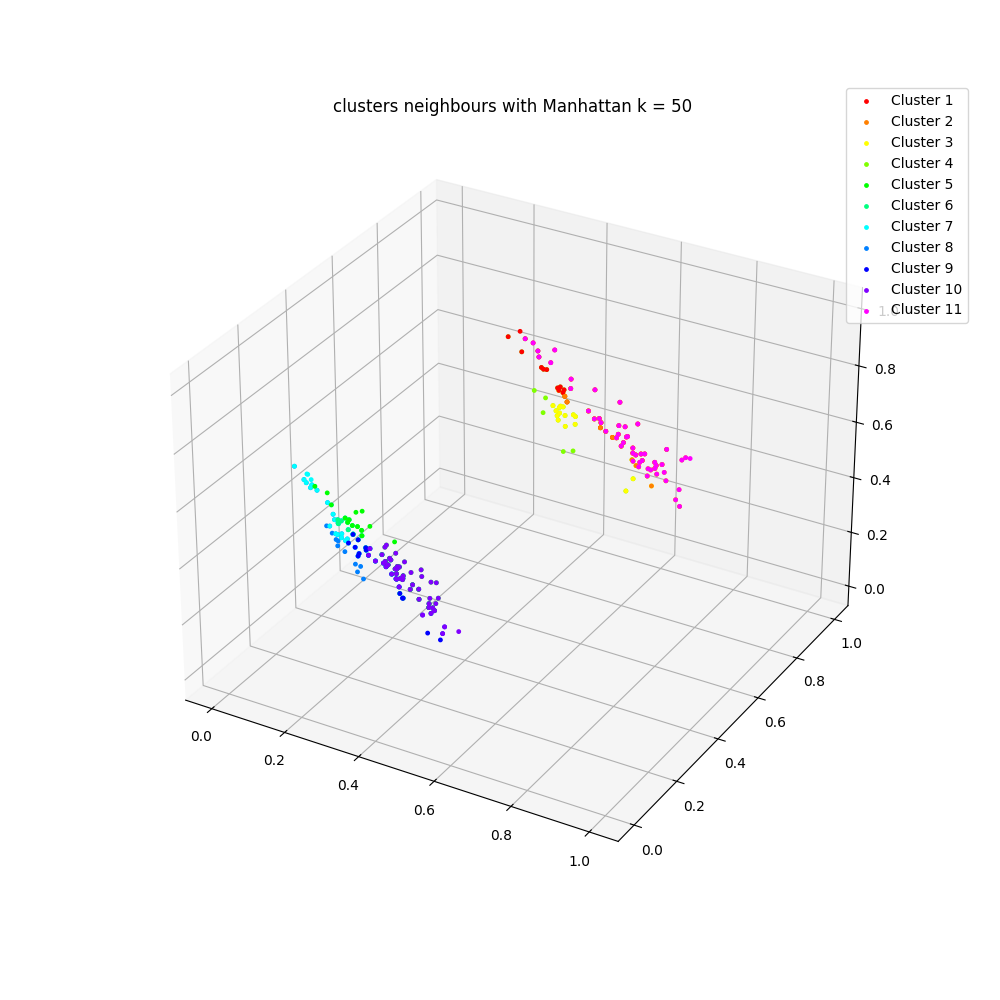 clusters neighbours with Manhattan k = 50
Cluster 1
Cluster 2
Cluster 3
Cluster 4
Cluster 5
Cluster 6
Cluster 7
Cluster 8
Cluster 9
Cluster 10
Cluster 11
1.0
0.8
0.6
0.4
0.2
0.0
1.0
0.8
0.6
0.4
0.2
0.0
0.0
0.2
0.4
0.6
0.8
1.0